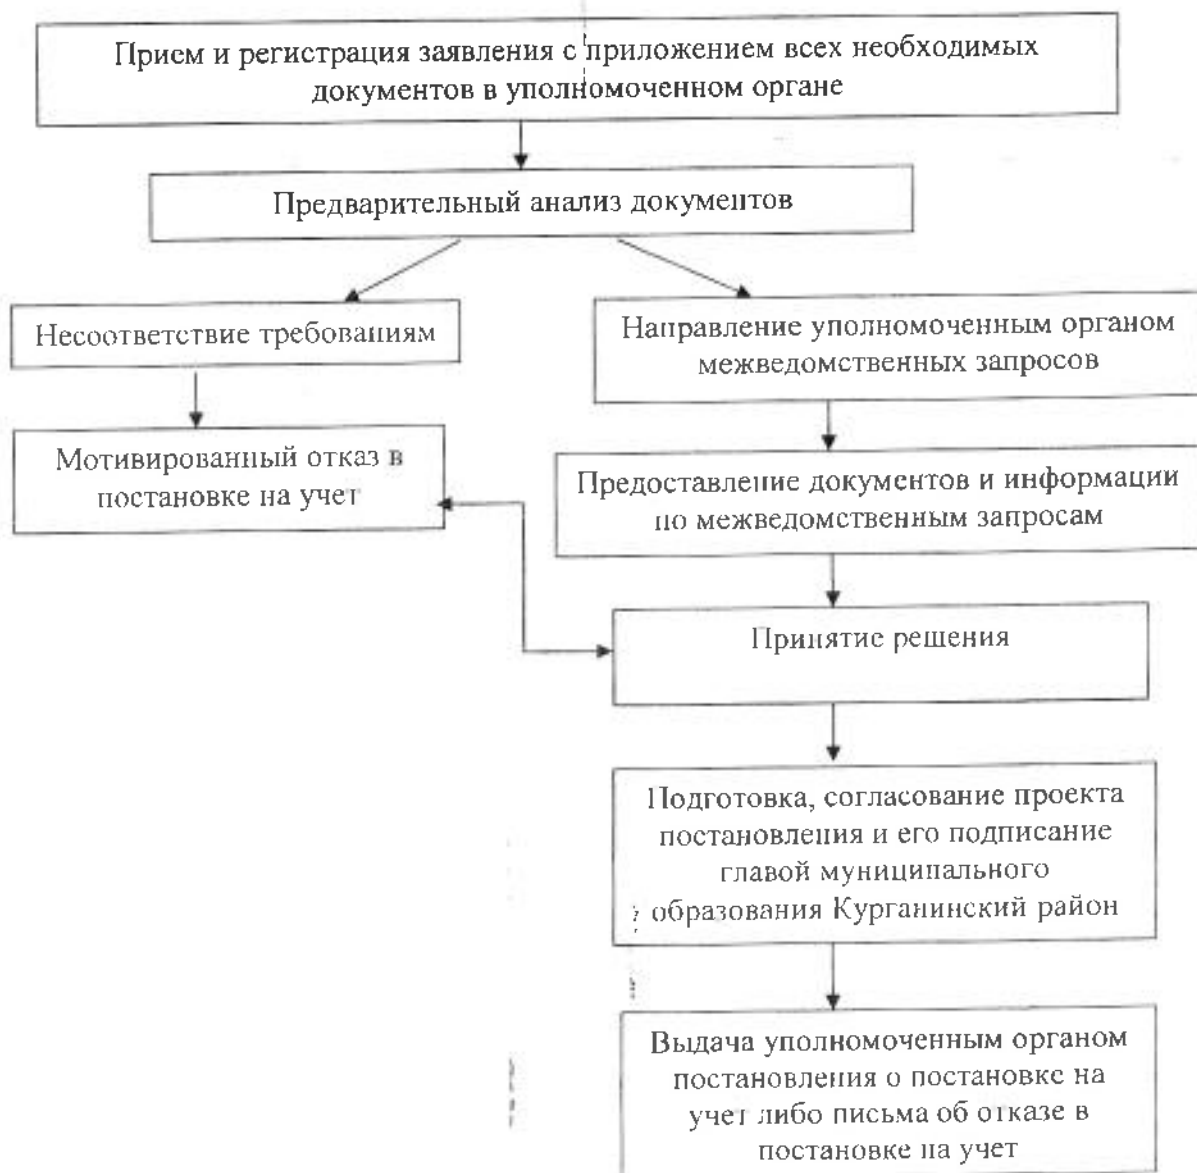 Прием и регистрация заявления с приложением всех необходимых
документов в уполномоченном органе
Предварительный анализ документов
Несоответствие требованиям
Направление уполномоченным органом
межведомственных запросов
Мотивированный отказ в
постановке на учет
Предоставление документов и информации
по межведомственным запросам
Принятие решения
Подготовка, согласование проекта
постановления и его подписание
главой муниципального
образования Курганинский район
Выдача уполномоченным органом
постановления о постановке на
учет либо письма об отказе в
постановке на учет